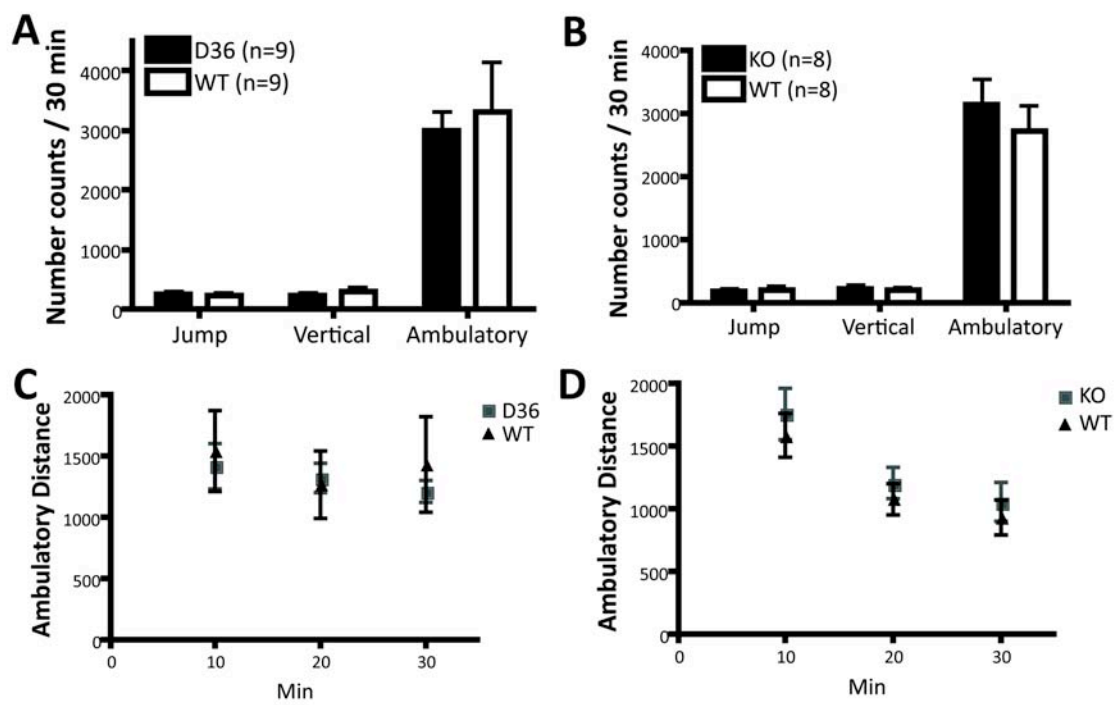 A
Number counts / 30 min
D36 (n=9)
WT (n=9)
4000
3000
2000
1000
0
Jump Vertical Ambulatory
B
Number counts / 30 min
KO (n=8)
WT (n=8)
4000
3000
2000
1000
0
Jump Vertical Ambulatory
C
Ambulatory Distance
2000
1500
1000
500
0
D36
WT
0 10 20 30
Min
D
Ambulatory Distance
2000
1500
1000
500
0
KO
WT
0 10 20 30
Min